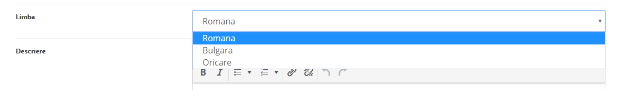 Limba
Romana
Romana
Bulgara
Oricare
Descriere
B I